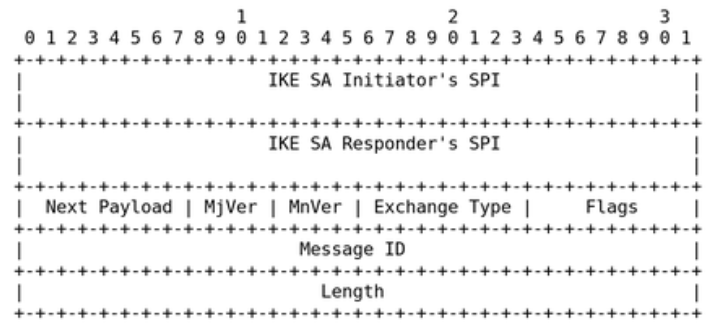 1                   2                   3
 0 1 2 3 4 5 6 7 8 9 0 1 2 3 4 5 6 7 8 9 0 1 2 3 4 5 6 7 8 9 0 1
+-+-+-+-+-+-+-+-+-+-+-+-+-+-+-+-+-+-+-+-+-+-+-+-+-+-+-+-+-+-+-+-+
|                       IKE SA Initiator's SPI                  |
|                                                               |
+-+-+-+-+-+-+-+-+-+-+-+-+-+-+-+-+-+-+-+-+-+-+-+-+-+-+-+-+-+-+-+-+
|                       IKE SA Responder's SPI                  |
|                                                               |
+-+-+-+-+-+-+-+-+-+-+-+-+-+-+-+-+-+-+-+-+-+-+-+-+-+-+-+-+-+-+-+-+
|  Next Payload | MjVer | MnVer | Exchange Type |     Flags     |
+-+-+-+-+-+-+-+-+-+-+-+-+-+-+-+-+-+-+-+-+-+-+-+-+-+-+-+-+-+-+-+-+
|                          Message ID                           |
+-+-+-+-+-+-+-+-+-+-+-+-+-+-+-+-+-+-+-+-+-+-+-+-+-+-+-+-+-+-+-+-+
|                            Length                             |
+-+-+-+-+-+-+-+-+-+-+-+-+-+-+-+-+-+-+-+-+-+-+-+-+-+-+-+-+-+-+-+-+